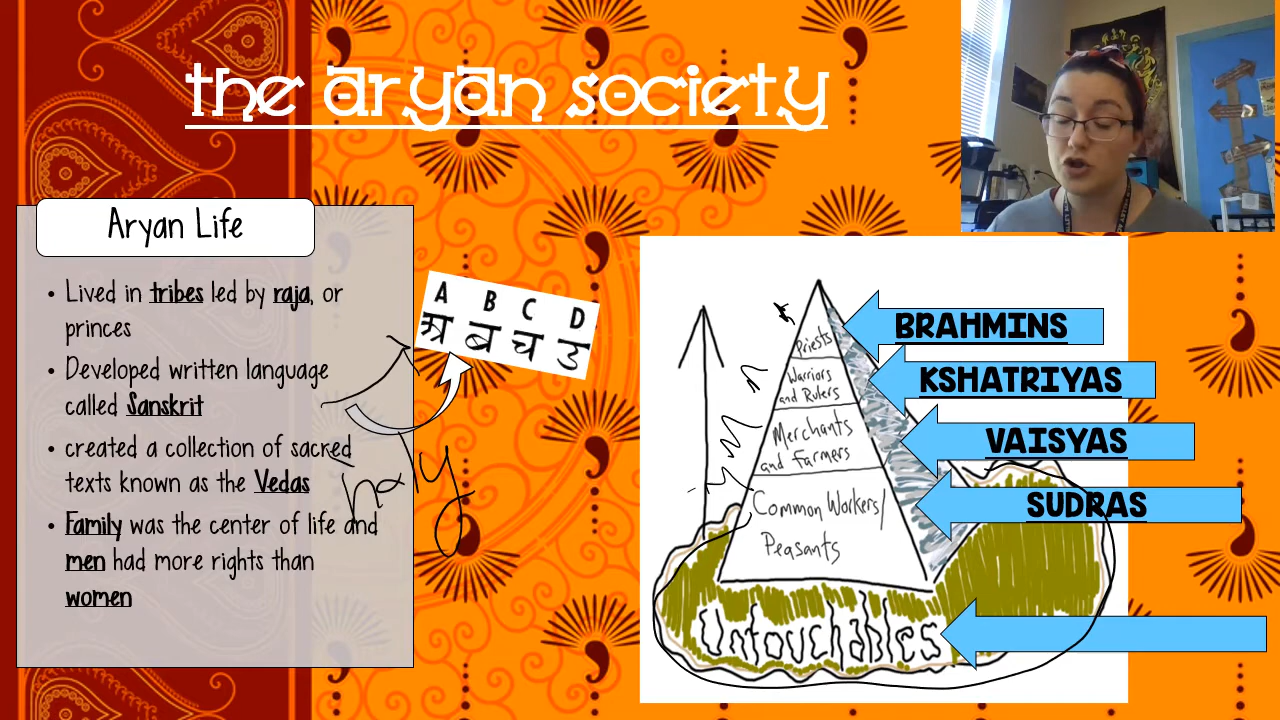 the aryan society
Aryan Life
• Lived in tribes led by raja, or
princes
• Developed written language
called Sanskrit
• created a collection of sacred
texts known as the Vedas
• Family was the center of life and
men had more rights than
women
A B C D
अ ब च ड
Priests
Warriors
and Rulers
Merchants
and Farmers
Common Workers/
Peasants
Untouchables
BRAHMINS
KSHATRIYAS
VAISYAS
SUDRAS